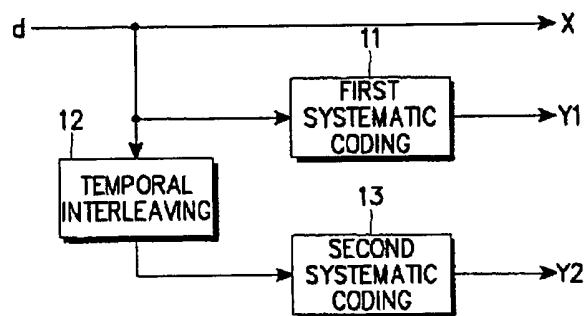 d
X
11
FIRST
SYSTEMATIC
CODING
Y1
12
TEMPORAL
INTERLEAVING
13
SECOND
SYSTEMATIC
CODING
Y2